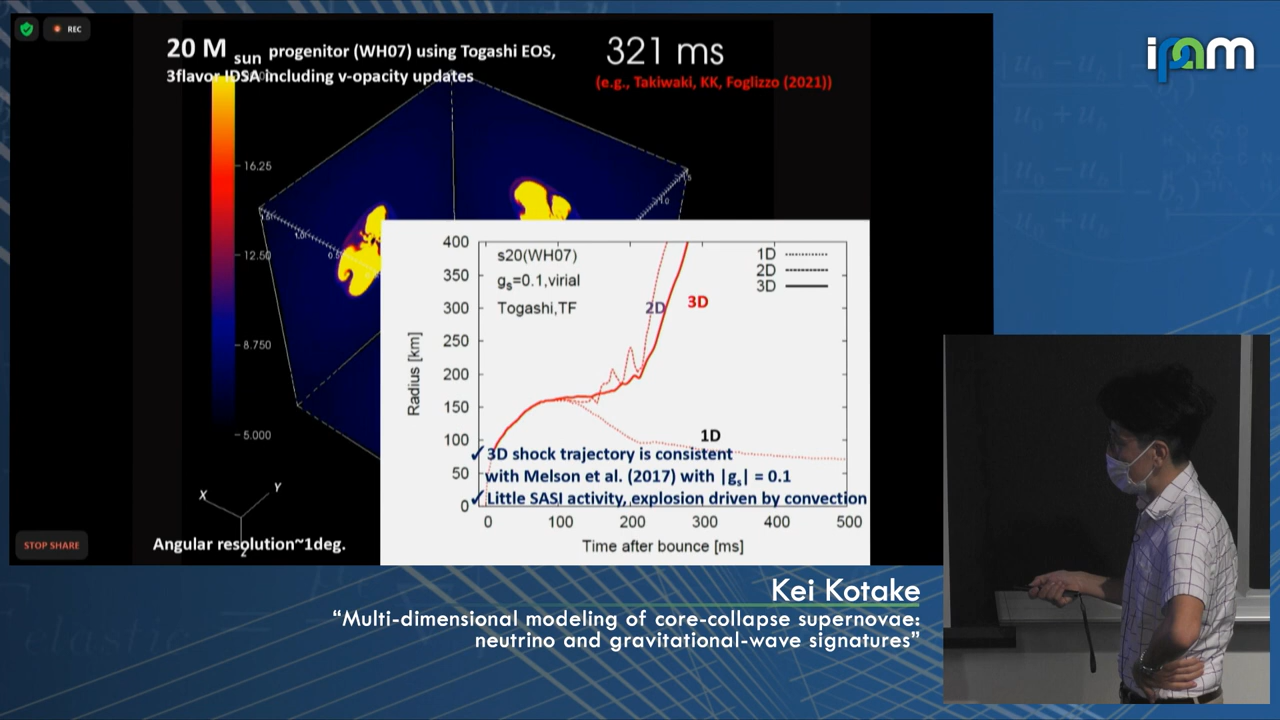 REC
20 M sun progenitor (WH07) using Togashi EOS,
3flavor IDSA including v-opacity updates
321 ms
(e.g., Takiwaki, KK, Foglizzo (2021))
16.25
12.50
8.750
5.000
X
Y
Z
Angular resolution~1deg.
STOP SHARE
400
350
300
250
200
150
100
50
0
Radius [km]
s20(WH07)
gs=0.1,virial
Togashi,TF
1D
2D
3D
2D
3D
1D
✓3D shock trajectory is consistent
with Melson et al. (2017) with |gs| = 0.1
✓Little SASI activity, explosion driven by convection
0 100 200 300 400 500
Time after bounce [ms]
ipam
Kei Kotake
“Multi-dimensional modeling of core-collapse supernovae:
neutrino and gravitational-wave signatures”
elastic